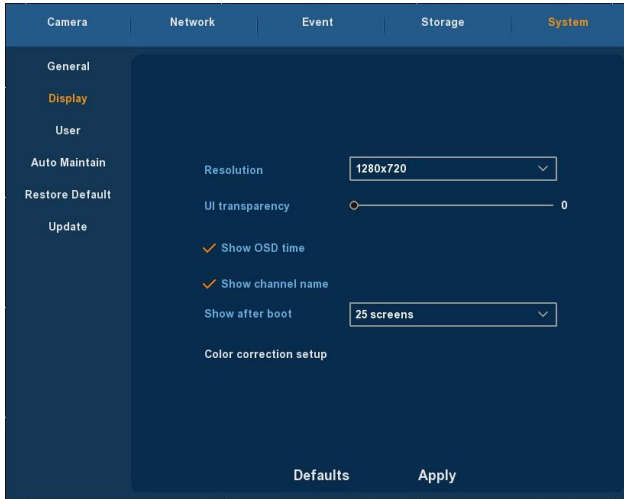 Camera Network Event Storage System
General
Display
User
Auto Maintain
Restore Default
Update
Resolution 1280x720
UI transparency 0
Show OSD time
Show channel name
Show after boot 25 screens
Color correction setup
Defaults Apply